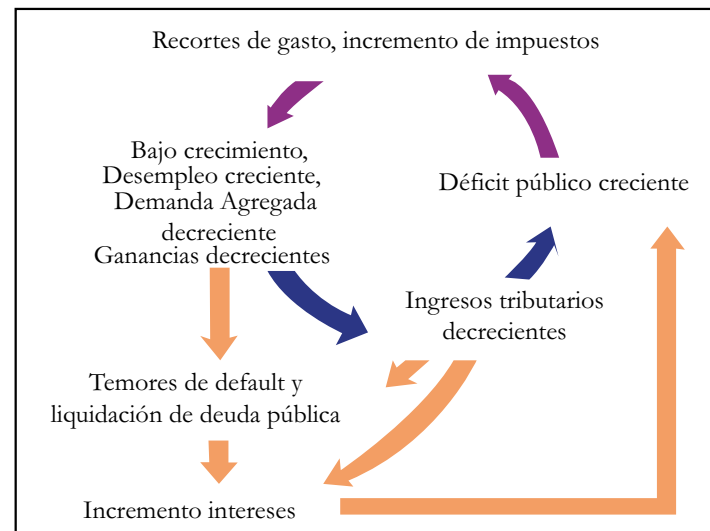 Recortes de gasto, incremento de impuestos
Bajo crecimiento,
Desempleo creciente,
Demanda Agregada
decreciente
Ganancias decrecientes
Déficit público creciente
Ingresos tributarios
decrecientes
Temores de default y
liquidación de deuda pública
Incremento intereses